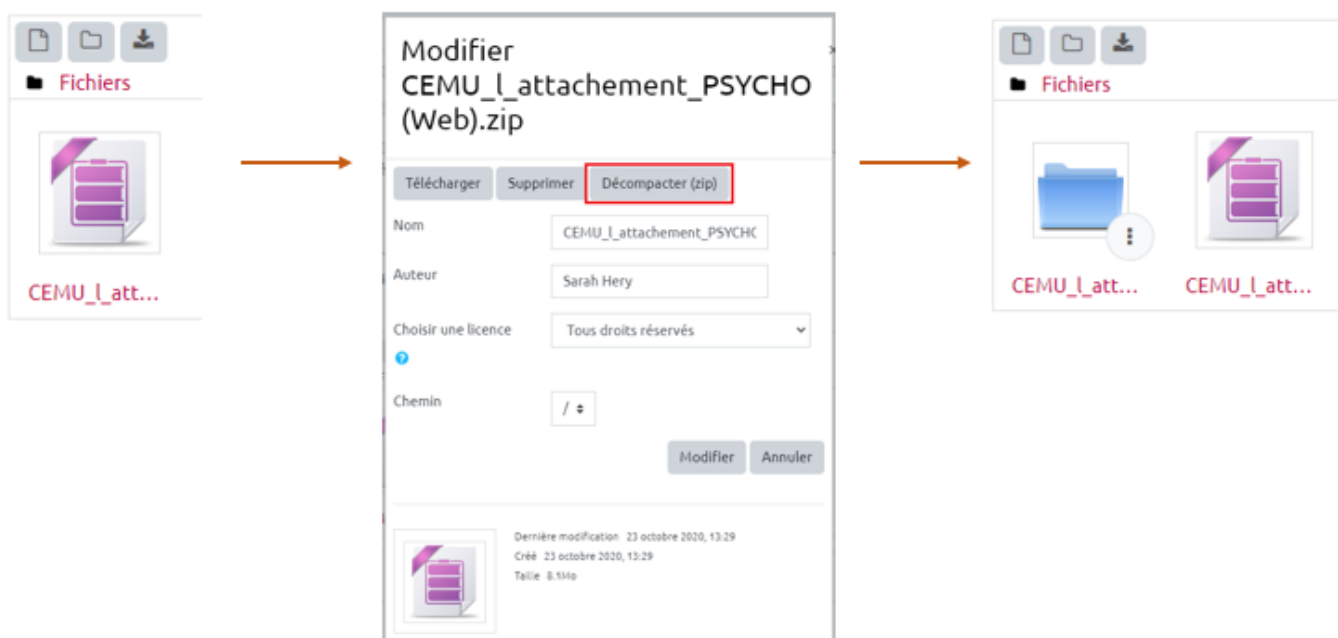 Fichiers
CEMU_l_att...
Modifier
CEMU_l_attachement_PSYCHO
(Web).zip
Télécharger
Supprimer
Décompacter (zip)
Nom
CEMU_l_attachement_PSYCHC
Auteur
Sarah Hery
Choisir une licence
Tous droits réservés
?
Chemin
/
Modifier
Annuler
Dernière modification 23 octobre 2020, 13:29
Créé 23 octobre 2020, 13:29
Taille 8.1Mo
Fichiers
CEMU_l_att...
CEMU_l_att...